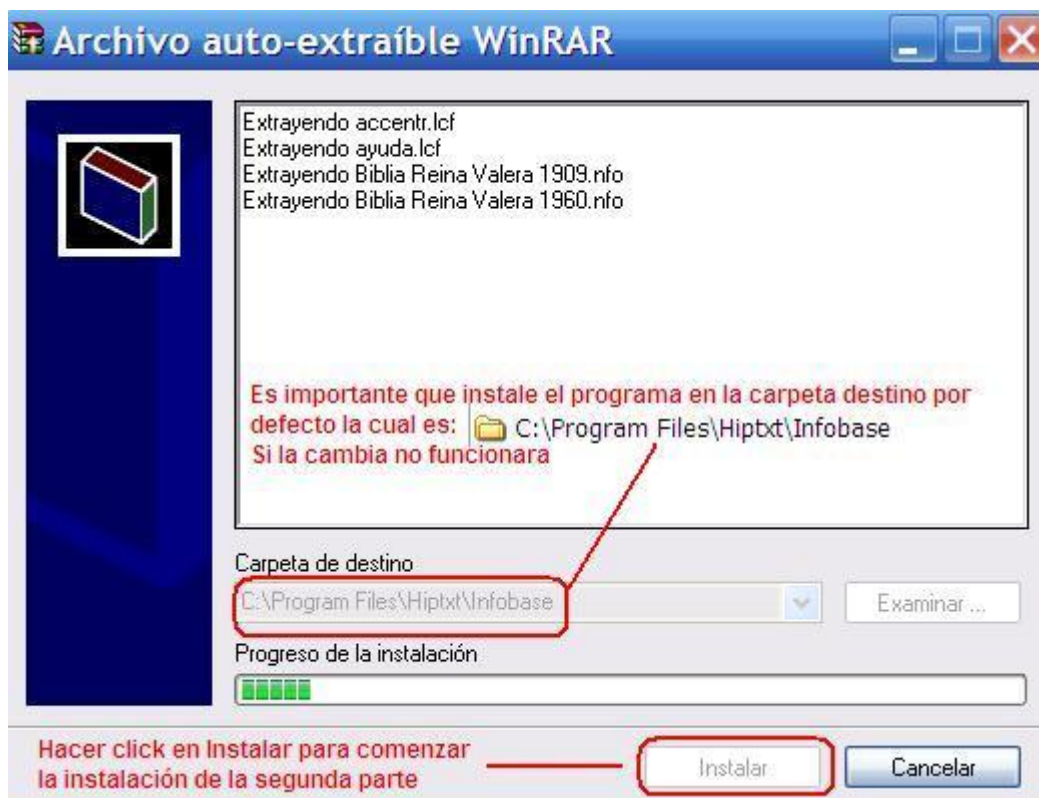 Archivo auto-extraíble WinRAR
Extrayendo accentr.lcf
Extrayendo ayuda.lcf
Extrayendo Biblia Reina Valera 1909.nfo
Extrayendo Biblia Reina Valera 1960.nfo
Es importante que instale el programa en la carpeta destino por
defecto la cual es: C:\Program Files\Hiptxt\Infobase
Si la cambia no funcionara
Carpeta de destino
C:\Program Files\Hiptxt\Infobase
Examinar ...
Progreso de la instalación
Hacer click en Instalar para comenzar
la instalación de la segunda parte
Instalar
Cancelar